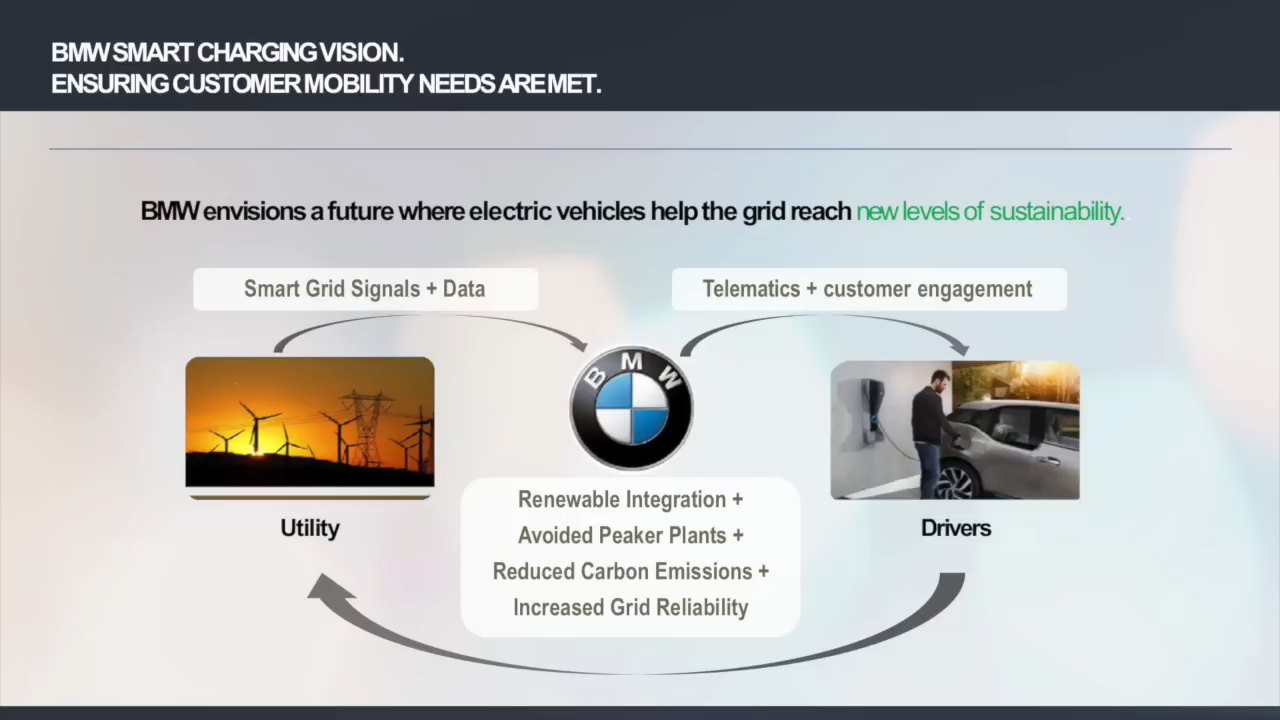 BMW SMART CHARGING VISION.
ENSURING CUSTOMER MOBILITY NEEDS ARE MET.
BMW envisions a future where electric vehicles help the grid reach new levels of sustainability.
Smart Grid Signals + Data
Telematics + customer engagement
BMW
Renewable Integration +
Avoided Peaker Plants +
Reduced Carbon Emissions +
Increased Grid Reliability
Utility
Drivers